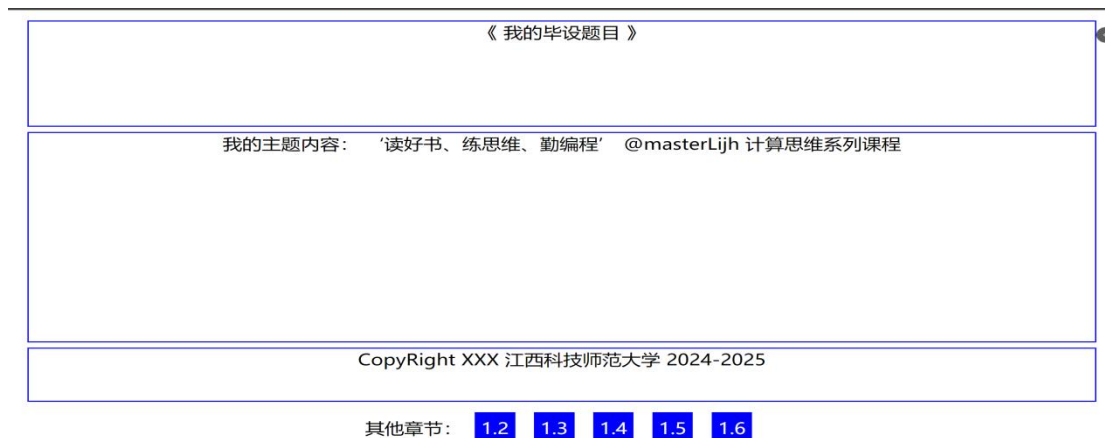 《 我的毕设题目 》
我的主题内容： ‘读好书、练思维、勤编程’ @masterLijh 计算思维系列课程
CopyRight XXX 江西科技师范大学 2024-2025
其他章节： 1.2 1.3 1.4 1.5 1.6